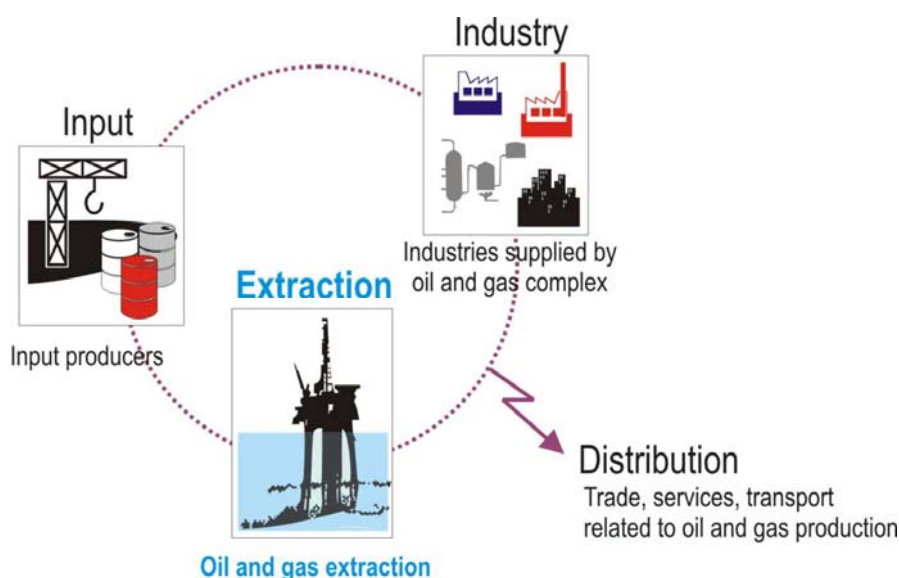 Industry
Input
Industries supplied by
oil and gas complex
Extraction
Input producers
Distribution
Trade, services, transport
related to oil and gas production
Oil and gas extraction